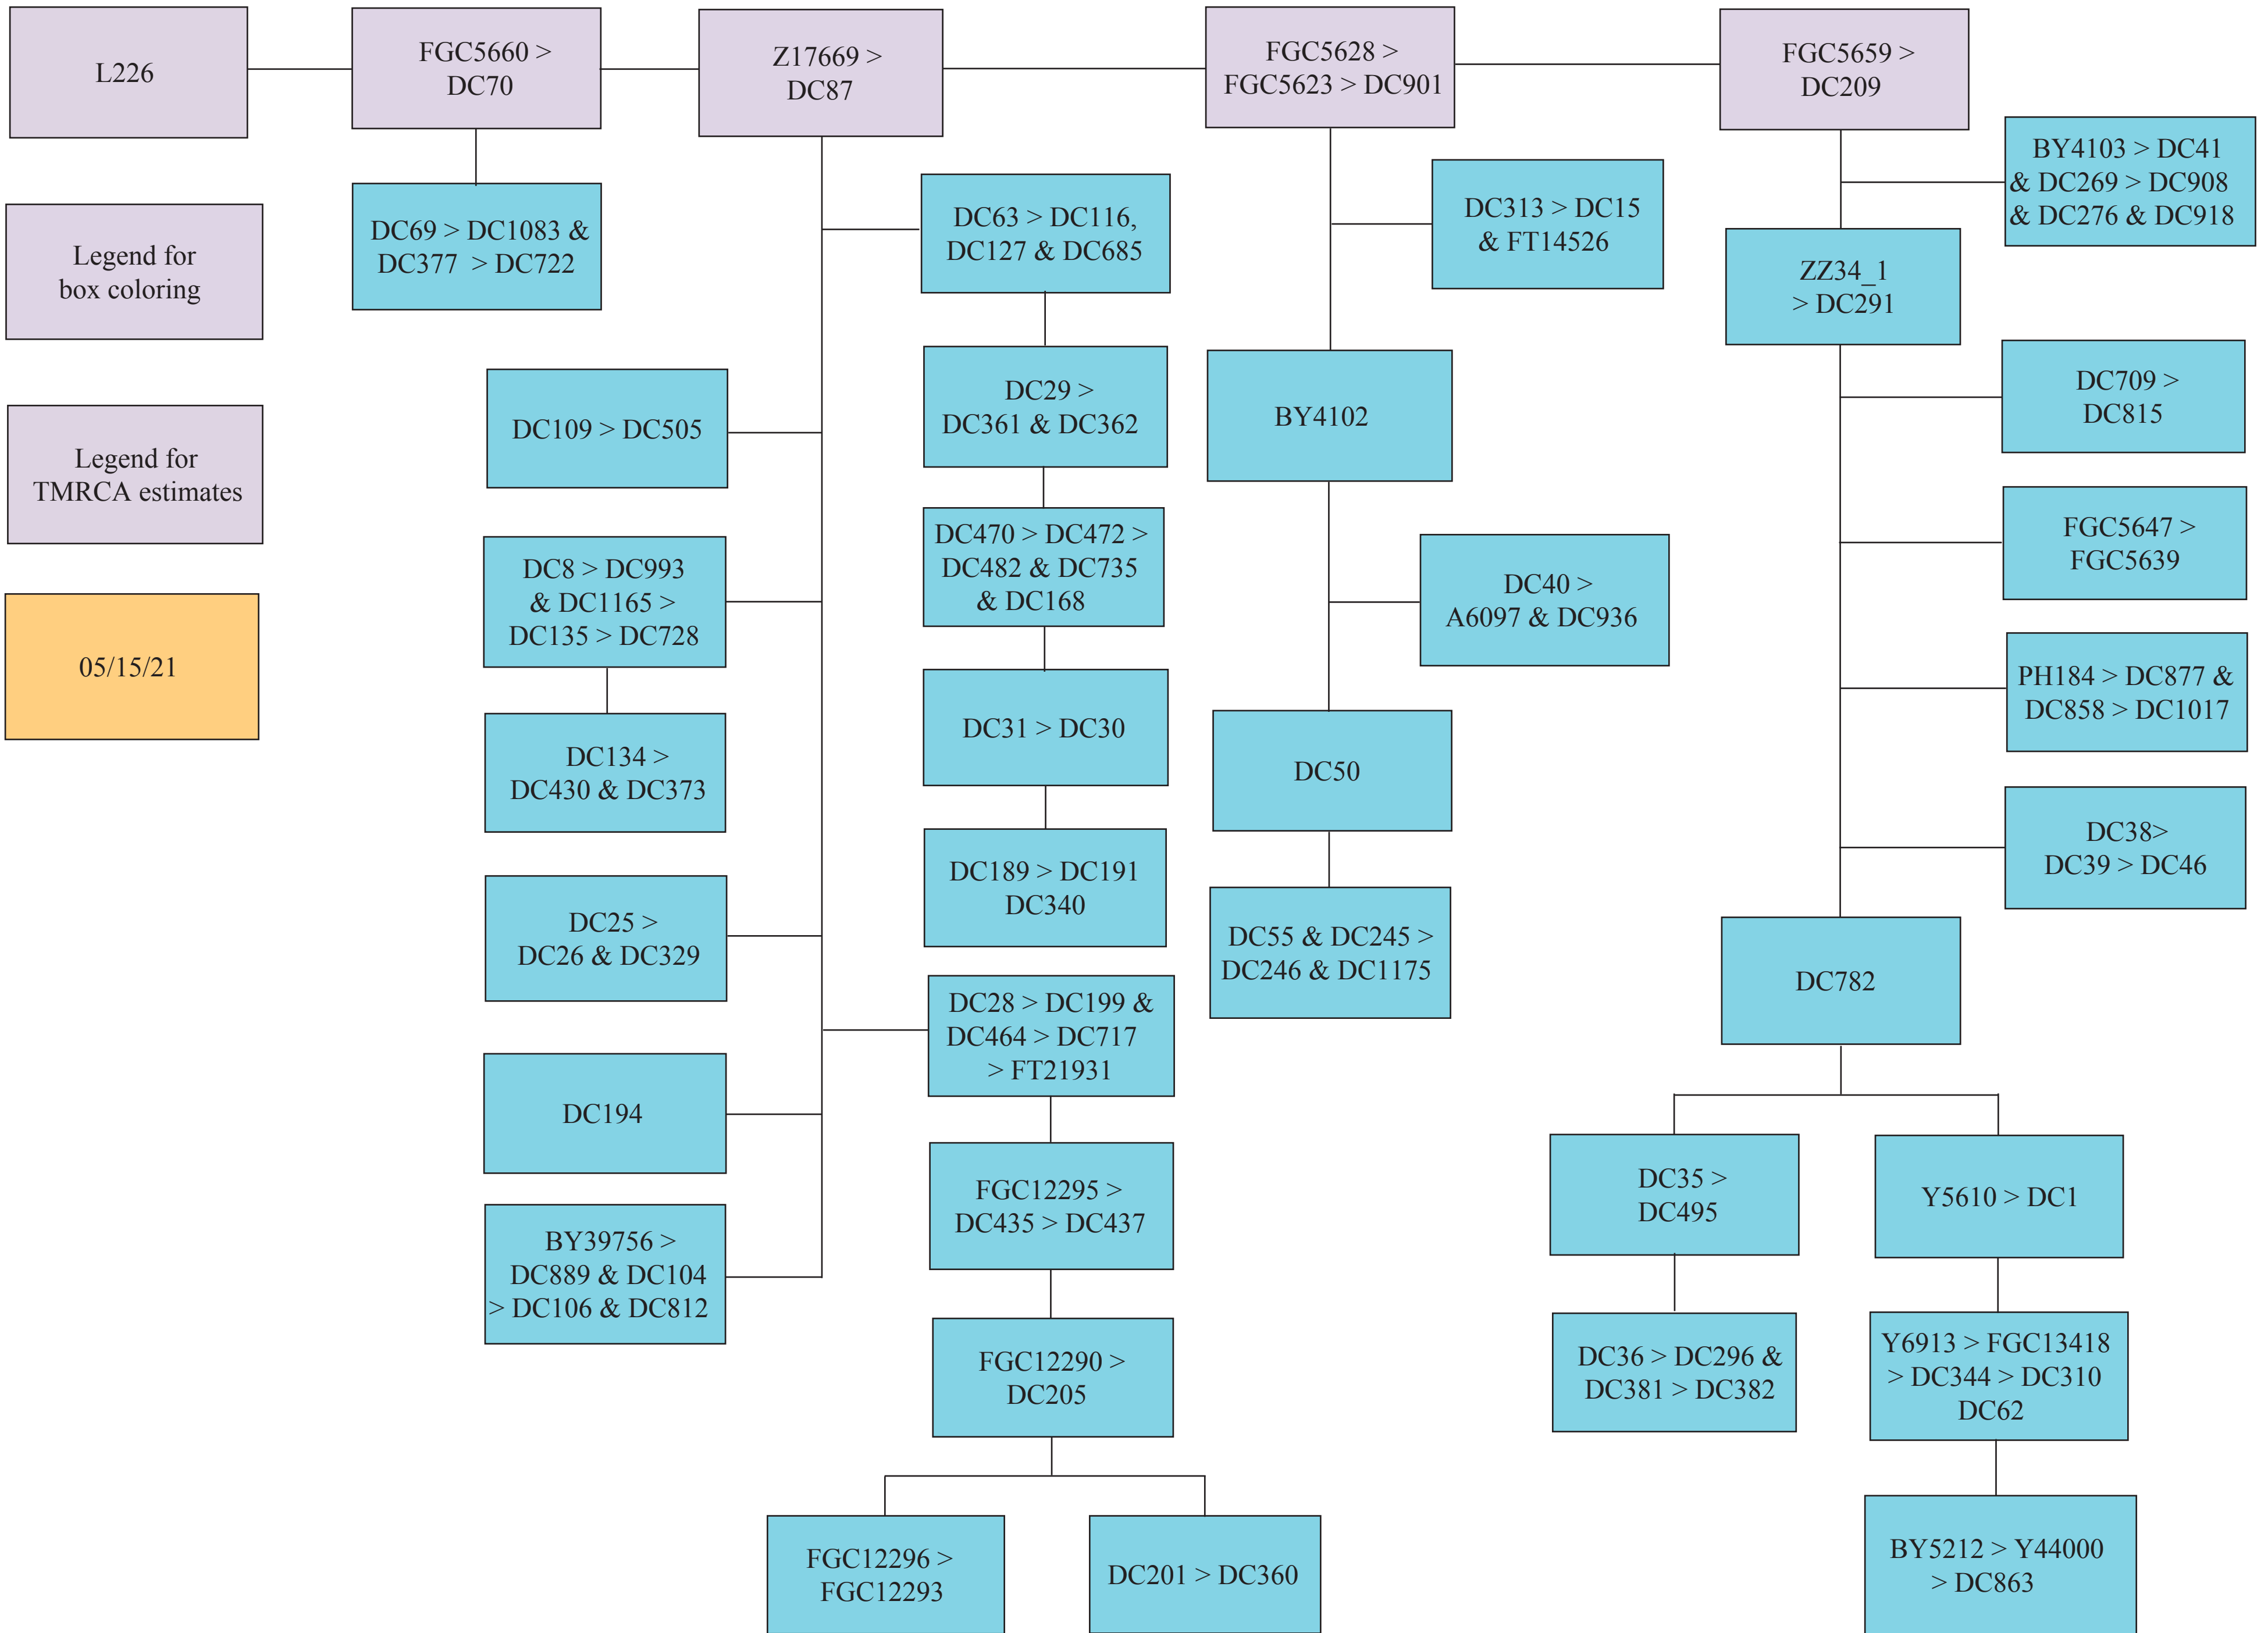 L226
FGC5660 >
DC70
Z17669 >
DC87
FGC5628 >
FGC5623 > DC901
FGC5659 >
DC209
Legend for
box coloring
Legend for
TMRCA estimates
05/15/21
DC69 > DC1083 &
DC377 > DC722
DC63 > DC116,
DC127 & DC685
DC29 >
DC361 & DC362
DC470 > DC472 >
DC482 & DC735
& DC168
DC31 > DC30
DC189 > DC191
DC340
DC109 > DC505
DC8 > DC993
& DC1165 >
DC135 > DC728
DC134 >
DC430 & DC373
DC25 >
DC26 & DC329
DC194
BY39756 >
DC889 & DC104
> DC106 & DC812
DC28 > DC199 &
DC464 > DC717
> FT21931
FGC12295 >
DC435 > DC437
FGC12290 >
DC205
FGC12296 >
FGC12293
DC201 > DC360
DC313 > DC15
& FT14526
BY4102
DC40 >
A6097 & DC936
DC50
DC55 & DC245 >
DC246 & DC1175
BY4103 > DC41
& DC269 > DC908
& DC276 & DC918
ZZ34_1
> DC291
DC709 >
DC815
FGC5647 >
FGC5639
PH184 > DC877 &
DC858 > DC1017
DC38>
DC39 > DC46
DC782
DC35 >
DC495
DC36 > DC296 &
DC381 > DC382
Y5610 > DC1
Y6913 > FGC13418
> DC344 > DC310
DC62
BY5212 > Y44000
> DC863